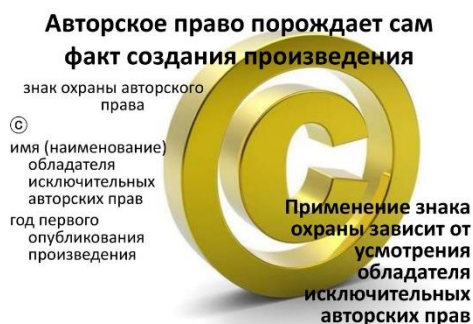 Авторское право порождает сам
факт создания произведения
знак охраны авторского
права
©
имя (наименование)
обладателя
исключительных
авторских прав
год первого
опубликования
произведения
Применение знака
охраны зависит от
усмотрения
обладателя
исключительных
авторских прав